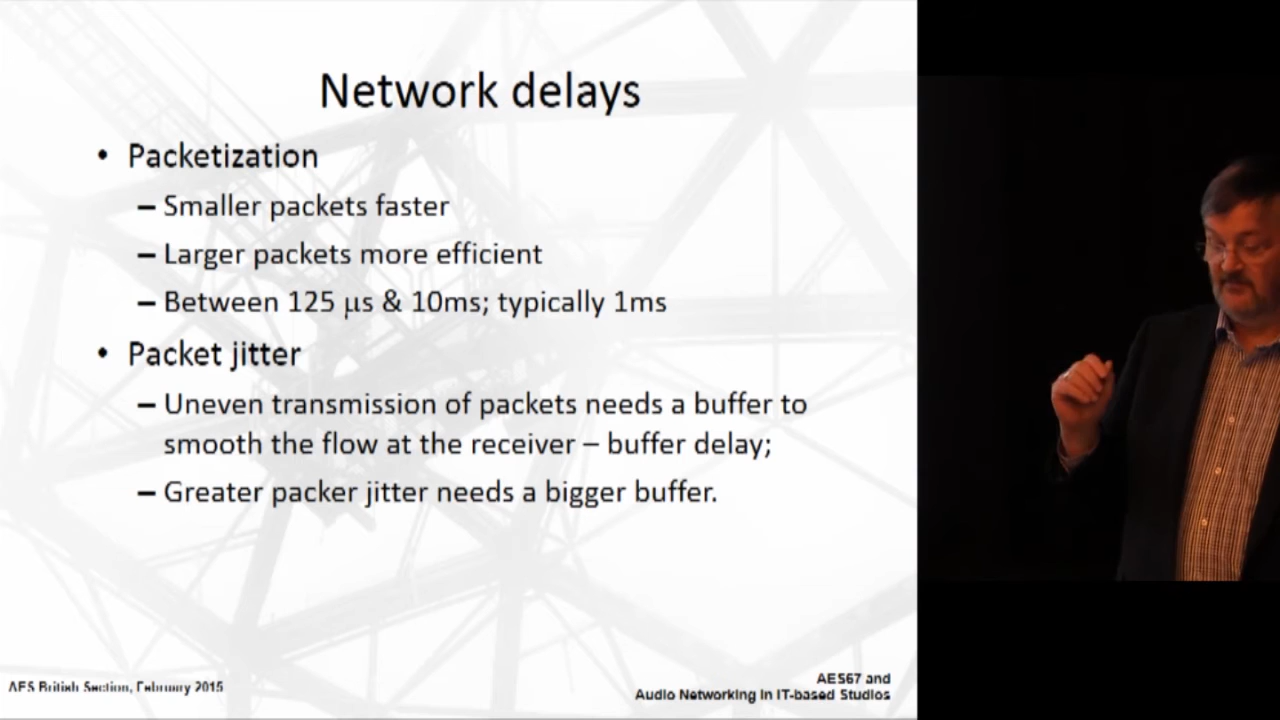 Network delays
• Packetization
– Smaller packets faster
– Larger packets more efficient
– Between 125 µs & 10ms; typically 1ms
• Packet jitter
– Uneven transmission of packets needs a buffer to
smooth the flow at the receiver – buffer delay;
– Greater packer jitter needs a bigger buffer.
AES British Section, February 2015
AES67 and
Audio Networking in IT-based Studios